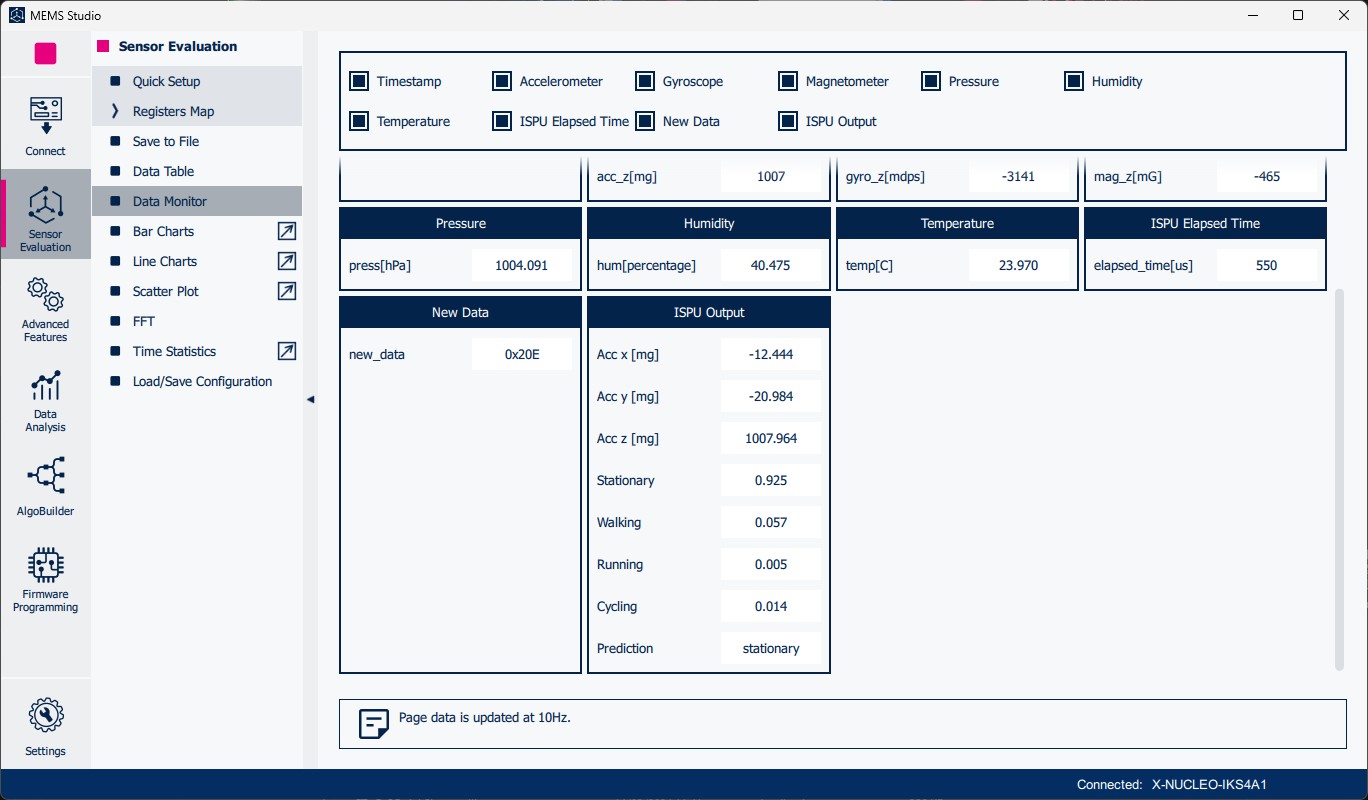 MEMS Studio
Connect
Sensor
Evaluation
Advanced
Features
Data
Analysis
AlgoBuilder
Firmware
Programming
Settings
Sensor Evaluation
Quick Setup
Registers Map
Save to File
Data Table
Data Monitor
Bar Charts
Line Charts
Scatter Plot
FFT
Time Statistics
Load/Save Configuration
Timestamp Accelerometer Gyroscope Magnetometer Pressure Humidity
Temperature ISPU Elapsed Time New Data ISPU Output
acc_z[mg] 1007 gyro_z[mdps] -3141 mag_z[mG] -465
Pressure Humidity Temperature ISPU Elapsed Time
press[hPa] 1004.091 hum[percentage] 40.475 temp[C] 23.970 elapsed_time[us] 550
New Data ISPU Output
new_data 0x20E Acc x [mg] -12.444
Acc y [mg] -20.984
Acc z [mg] 1007.964
Stationary 0.925
Walking 0.057
Running 0.005
Cycling 0.014
Prediction stationary
Page data is updated at 10Hz.
Connected: X-NUCLEO-IKS4A1